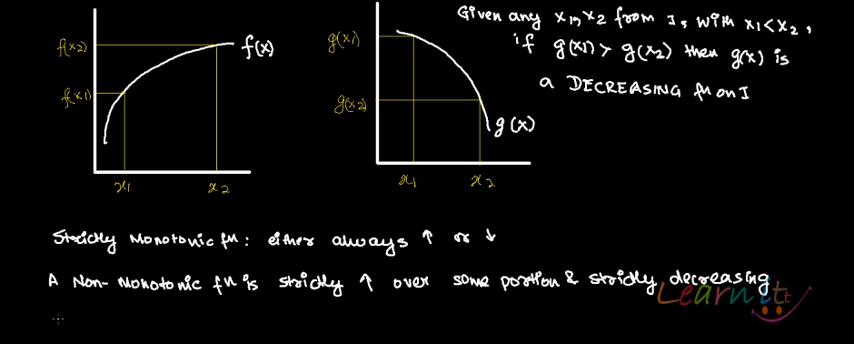 f(x2)
f(x1)
f(x)
x1
x2
g(x1)
g(x2)
g(x)
x1
x2
Given any x1, x2 from I, with x1 < x2,
if g(x1) > g(x2) then g(x) is
a DECREASING fn on I
Strictly Monotonic fn: either always ↑ or ↓
A Non-Monotonic fn is strictly ↑ over some portion & strictly decreasing
Learnitt